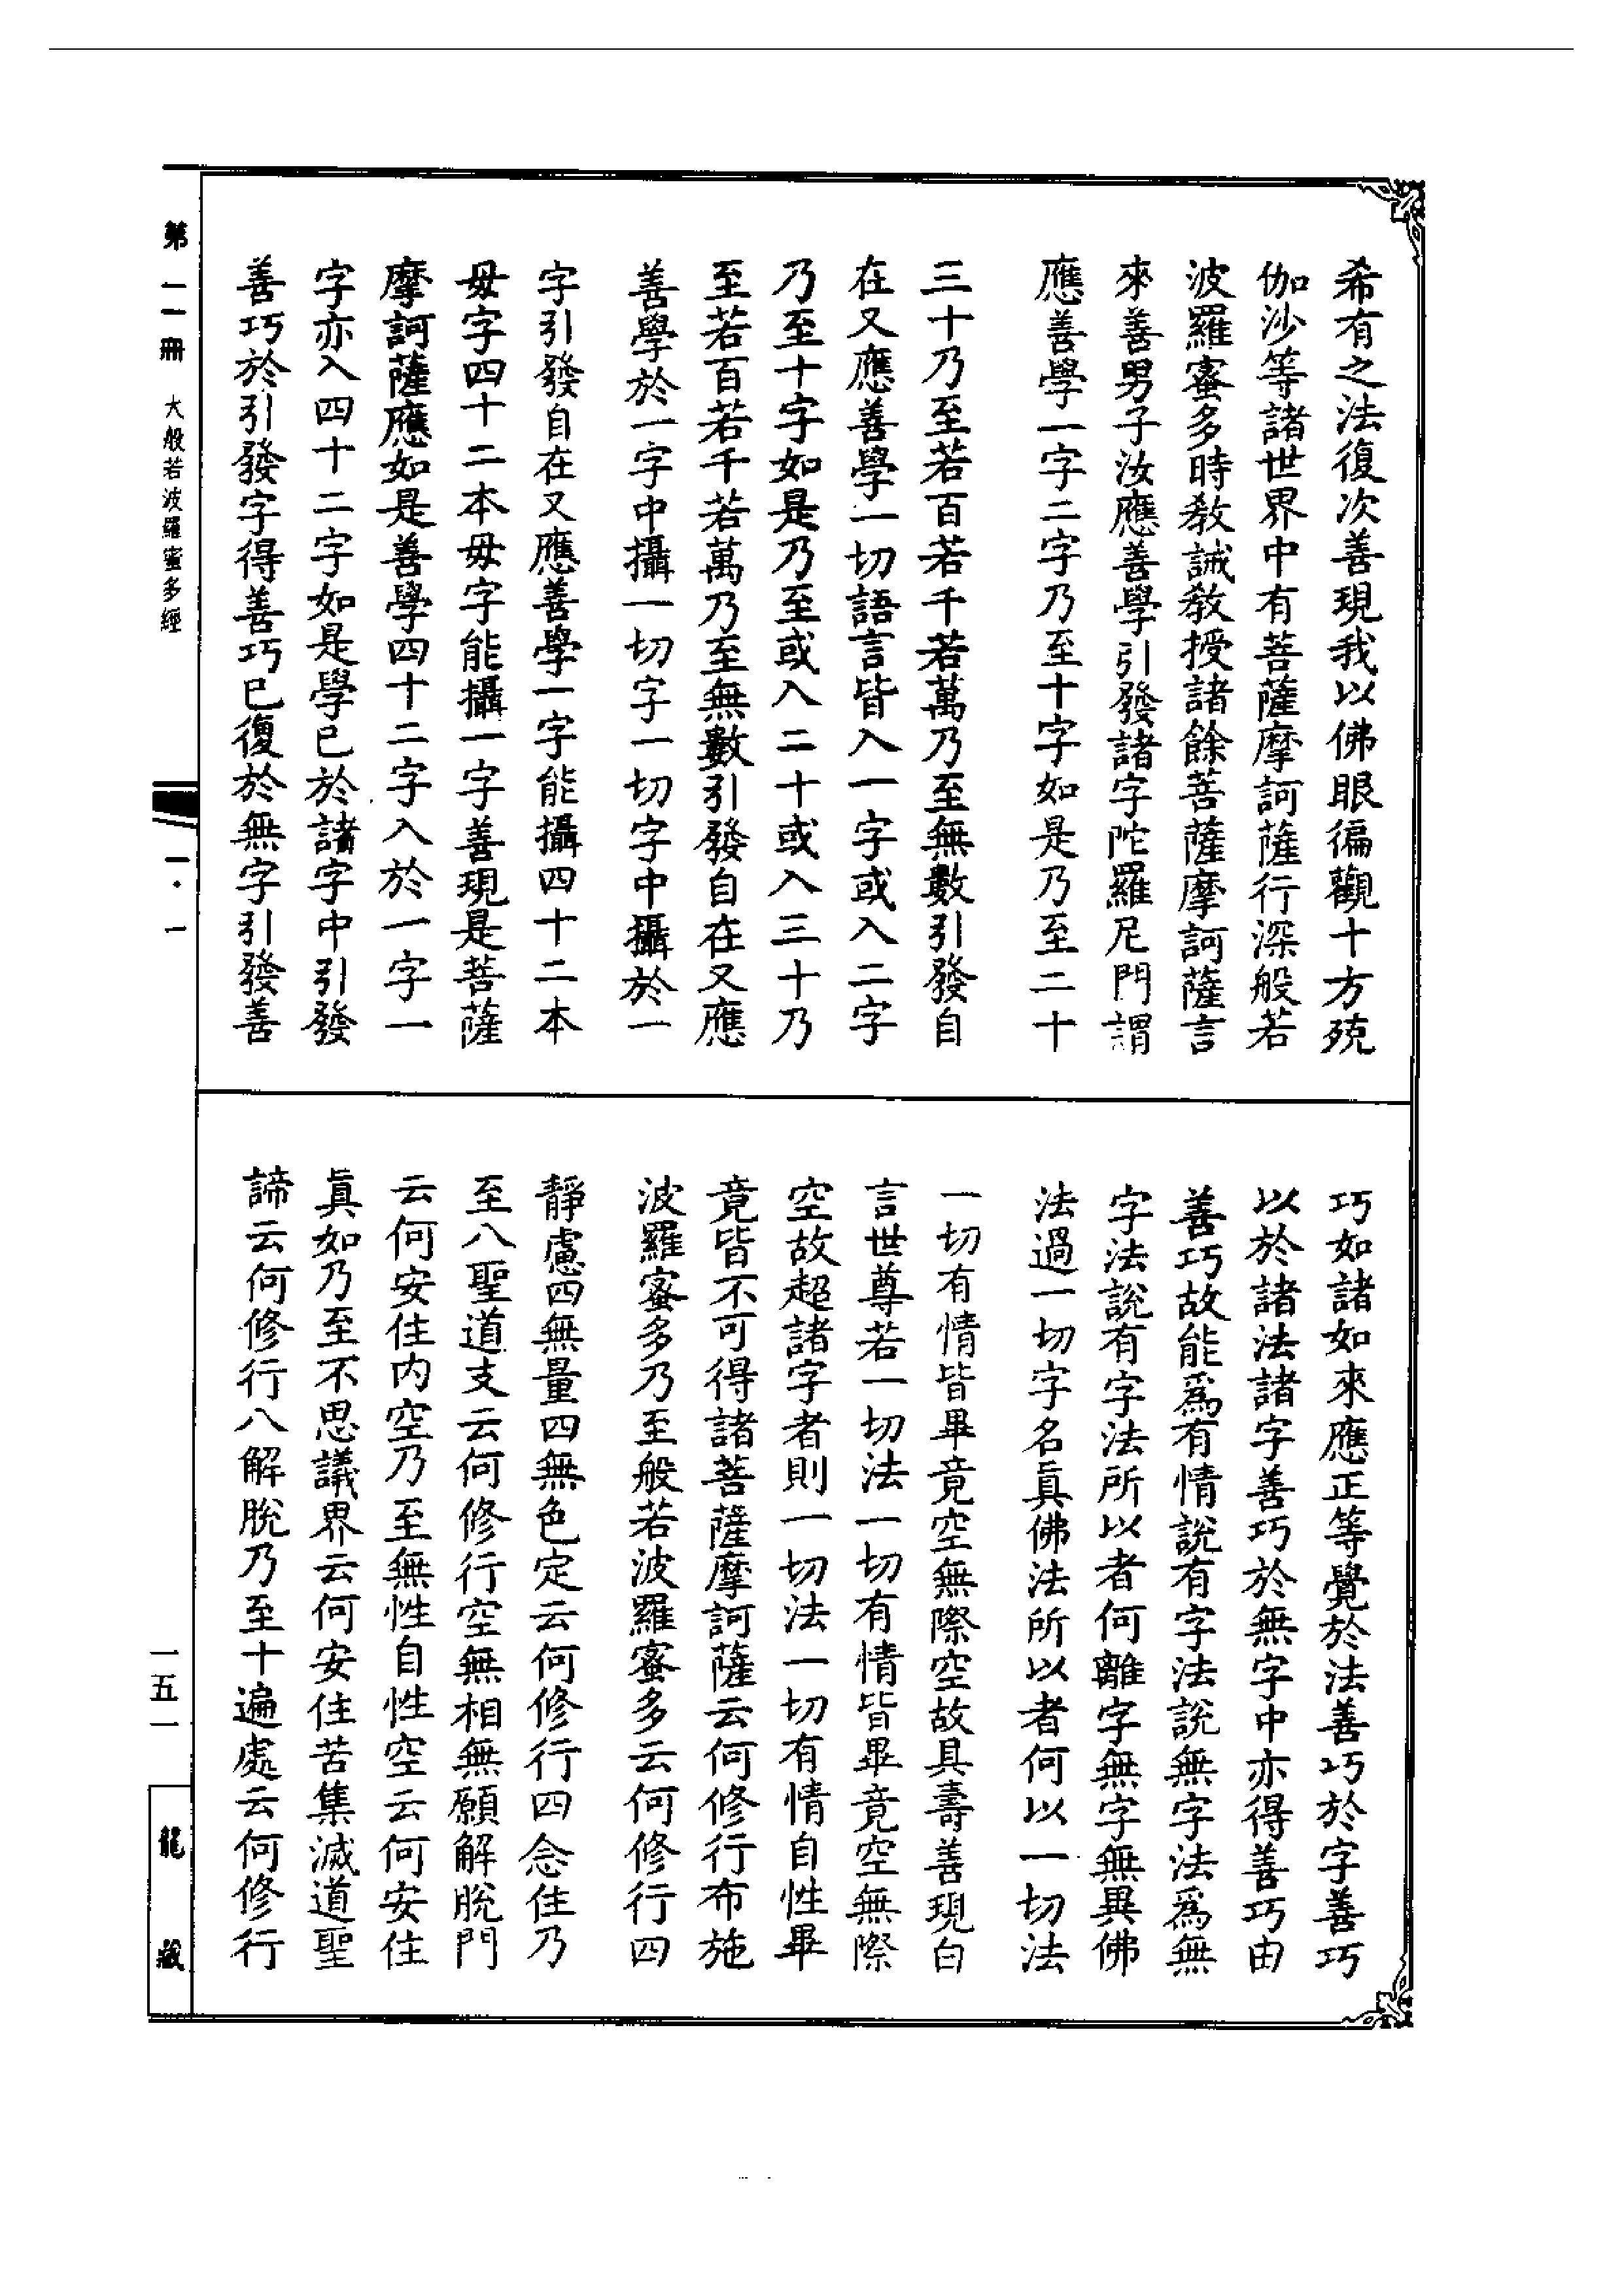 希有之法復次善現我以佛眼徧觀十方殑
伽沙等諸世界中有菩薩摩訶薩行深般若
波羅蜜多時教誡教授諸餘菩薩摩訶薩言
來善男子汝應善學引發諸字陀羅尼門謂
應善學一字二字乃至十字如是乃至二十
三十乃至若百若千若萬乃至無數引發自
在又應善學一切語言皆入一字或入二字
乃至十字如是乃至或入二十或入三十乃
至若百若千若萬乃至無數引發自在又應
善學於一字中攝一切字一切字中攝於一
字引發自在又應善學一字能攝四十二本
毋字四十二本毋字能攝一字善現是菩薩
摩訶薩應如是善學四十二字入於一字一
字亦入四十二字如是學已於諸字中引發
善巧於引發字得善巧已復於無字引發善
巧如諸如來應正等覺於法善巧於字善巧
以於諸法諸字善巧於無字中亦得善巧由
善巧故能爲有情說有字法說無字法爲無
字法說有字法所以者何離字無字無異佛
法過一切字名眞佛法所以者何以一切法
一切有情皆畢竟空無際空故具壽善現白
言世尊若一切法一切有情皆畢竟空無際
空故超諸字者則一切法一切有情自性畢
竟皆不可得諸菩薩摩訶薩云何修行布施
波羅蜜多乃至般若波羅蜜多云何修行四
靜慮四無量四無色定云何修行四念住乃
至八聖道支云何修行空無相無願解脫門
云何安住内空乃至無性自性空云何安住
眞如乃至不思議界云何安住苦集滅道聖
諦云何修行八解脫乃至十遍處云何修行
第一一冊 大般若波羅蜜多經
一·一
一五一
龍藏